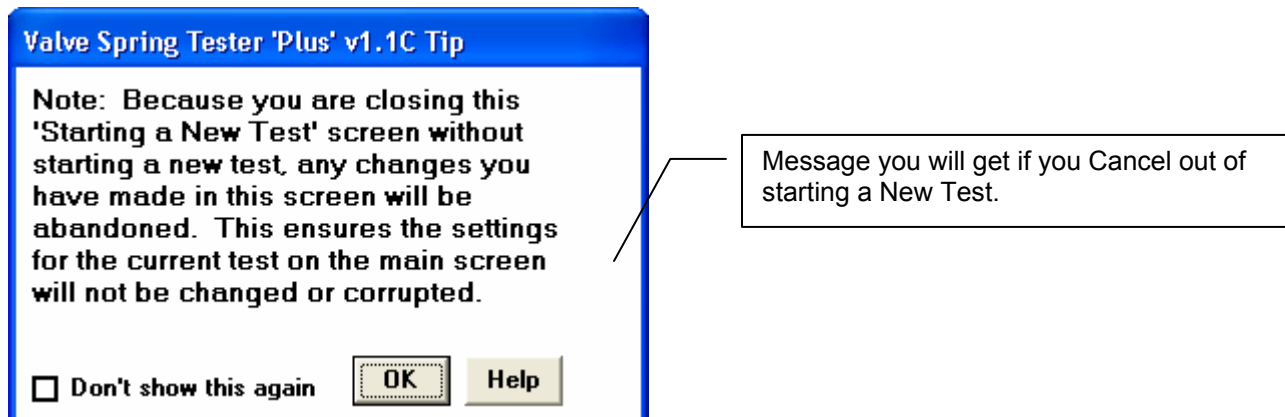 Valve Spring Tester 'Plus' v1.1C Tip
Note: Because you are closing this
'Starting a New Test' screen without
starting a new test, any changes you
have made in this screen will be
abandoned. This ensures the settings
for the current test on the main screen
will not be changed or corrupted.
Don't show this again
OK
Help
Message you will get if you Cancel out of
starting a New Test.